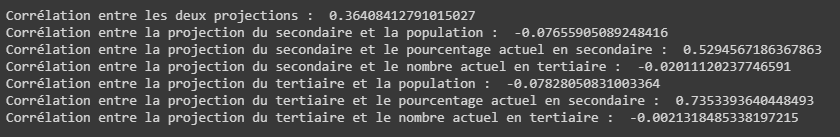 Corrélation entre les deux projections :  0.36408412791015027
Corrélation entre la projection du secondaire et la population :  -0.07655905089248416
Corrélation entre la projection du secondaire et le pourcentage actuel en secondaire :  0.5294567186367863
Corrélation entre la projection du secondaire et le nombre actuel en tertiaire :  -0.02011120237746591
Corrélation entre la projection du tertiaire et la population :  -0.07828050831003364
Corrélation entre la projection du tertiaire et le pourcentage actuel en secondaire :  0.7353393640448493
Corrélation entre la projection du tertiaire et le nombre actuel en tertiaire :  -0.0021318485338197215